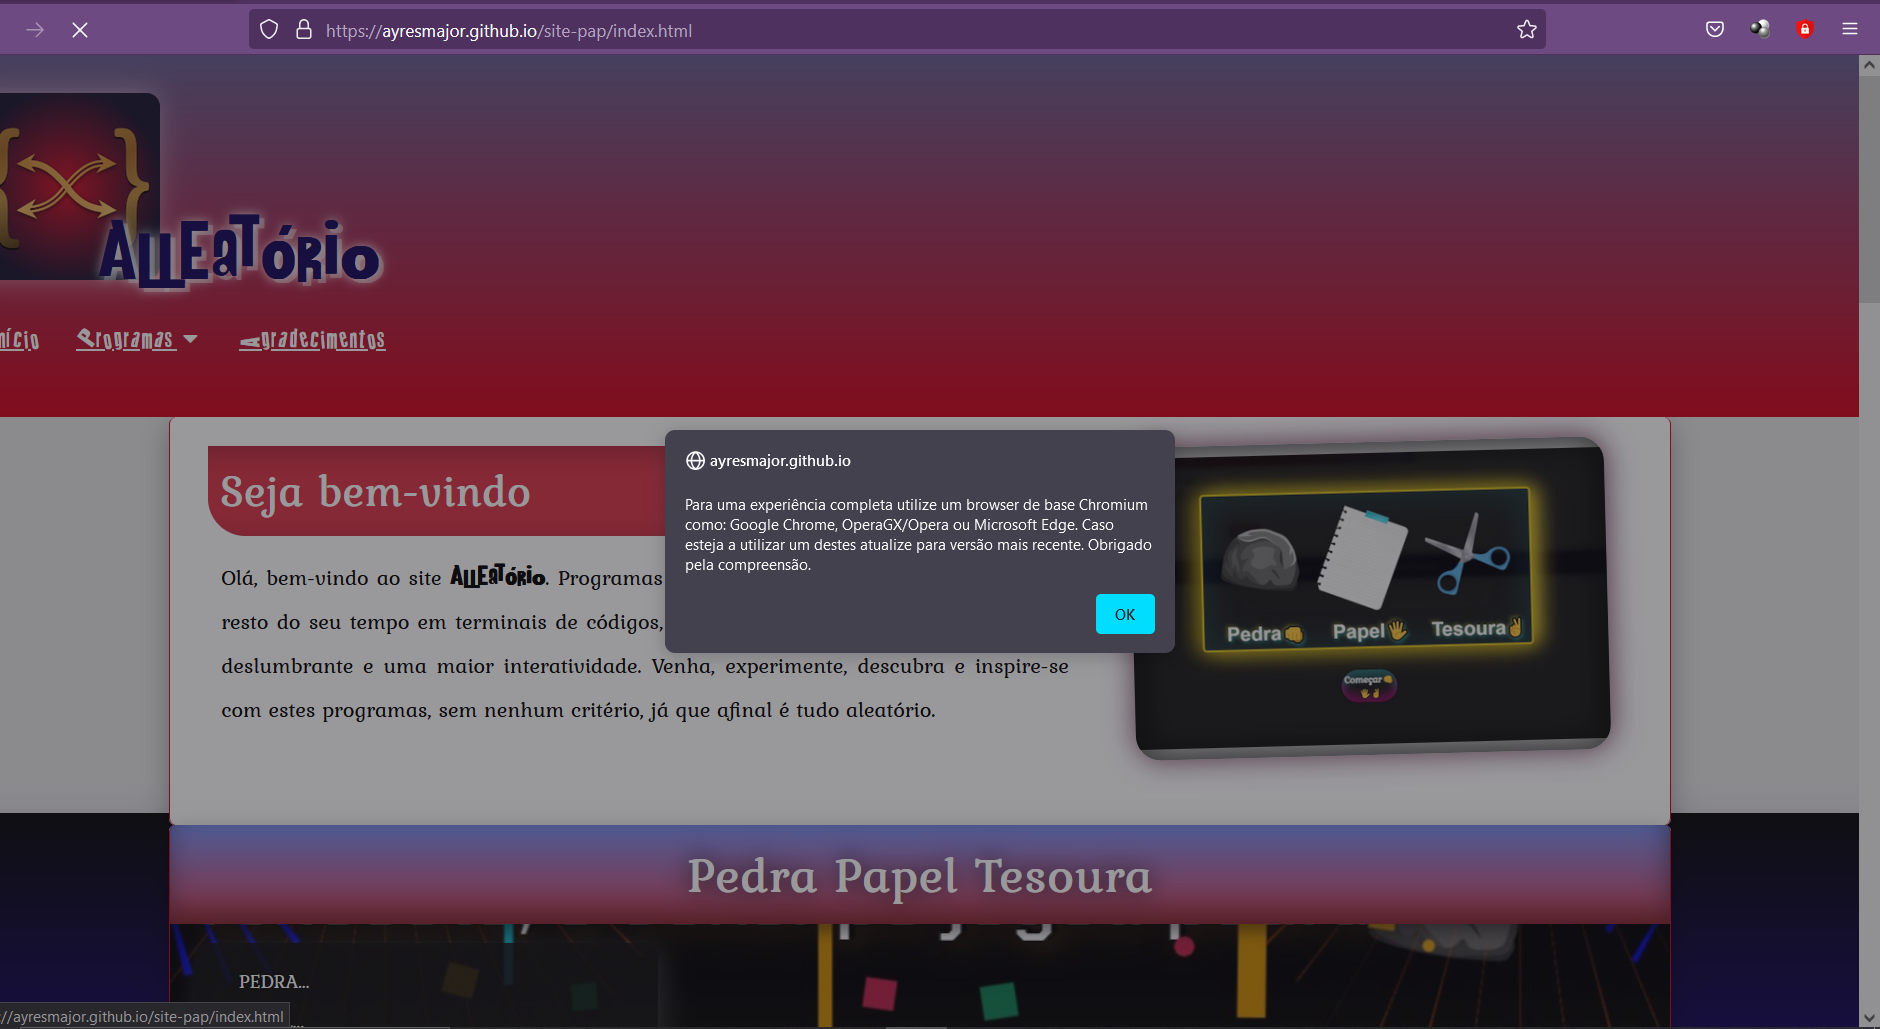 https://ayresmajor.github.io/site-pap/index.html
ALLEatório
nício Programas Agradecimentos
Seja bem-vindo
Olá, bem-vindo ao site ALLEatório. Programas
resto do seu tempo em terminais de códigos,
deslumbrante e uma maior interatividade. Venha, experimente, descubra e inspire-se
com estes programas, sem nenhum critério, já que afinal é tudo aleatório.
ayresmajor.github.io
Para uma experiência completa utilize um browser de base Chromium
como: Google Chrome, OperaGX/Opera ou Microsoft Edge. Caso
esteja a utilizar um destes atualize para versão mais recente. Obrigado
pela compreensão.
OK
Pedra👊 Papel🖐 Tesoura✌
Começar👊
🖐✌
Pedra Papel Tesoura
PEDRA...
://ayresmajor.github.io/site-pap/index.html